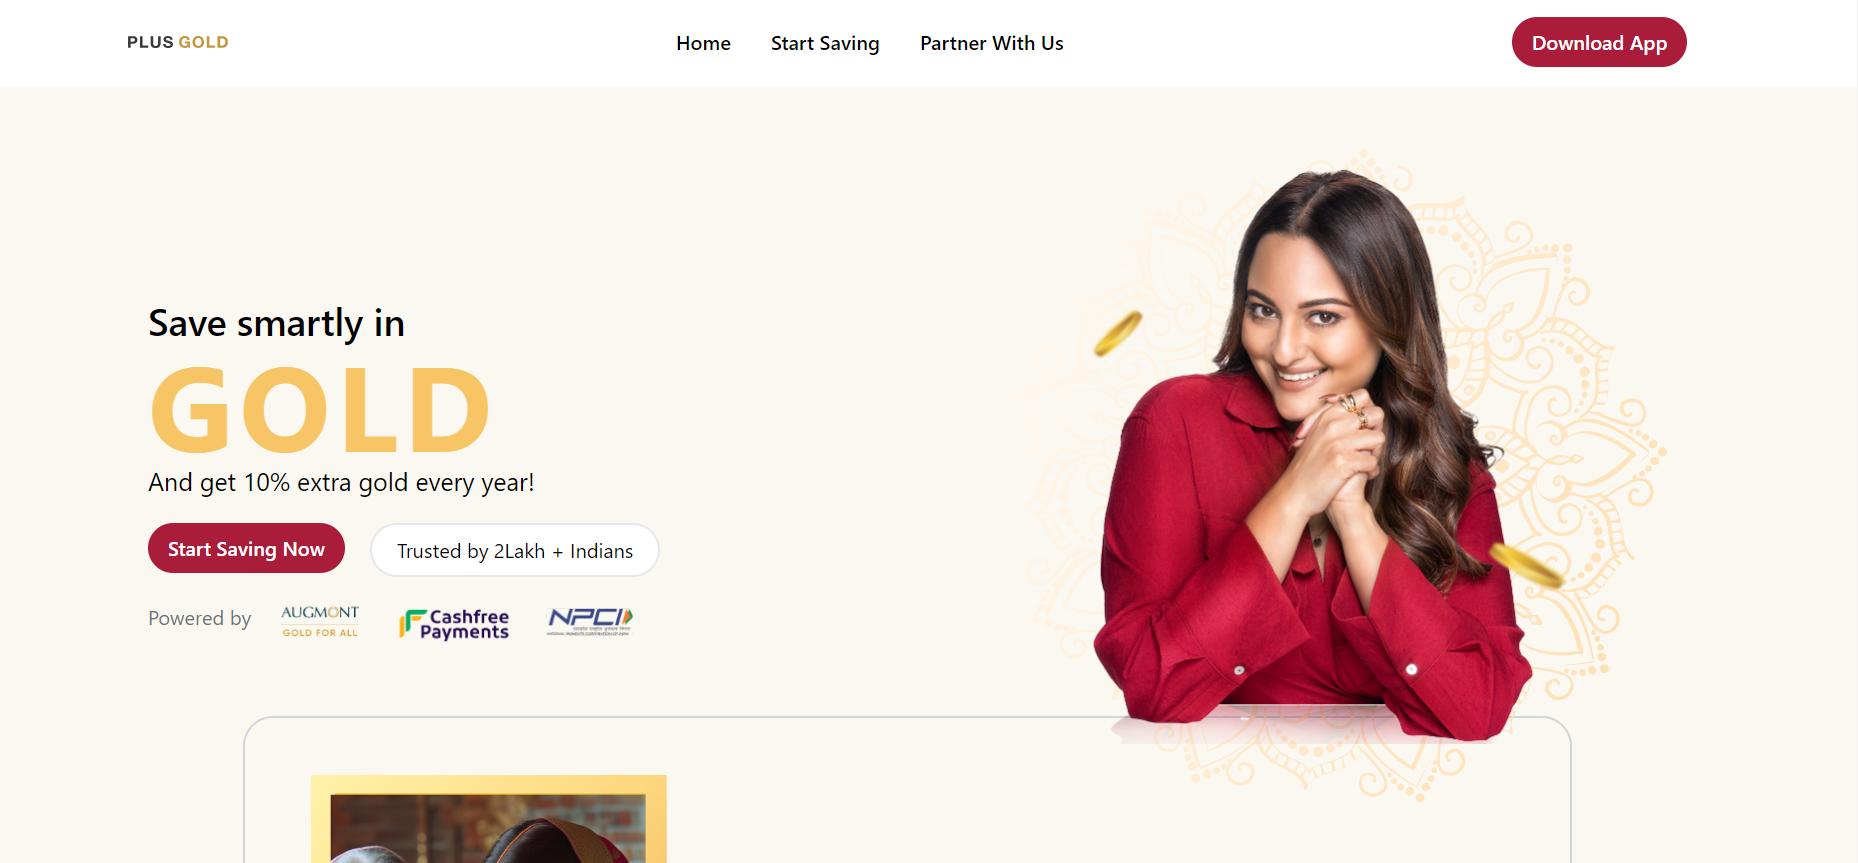 PLUS GOLD
Home
Start Saving
Partner With Us
Download App
Save smartly in
GOLD
And get 10% extra gold every year!
Start Saving Now
Trusted by 2Lakh + Indians
Powered by
AUGMONT
GOLD FOR ALL
Cashfree
Payments
NPCI